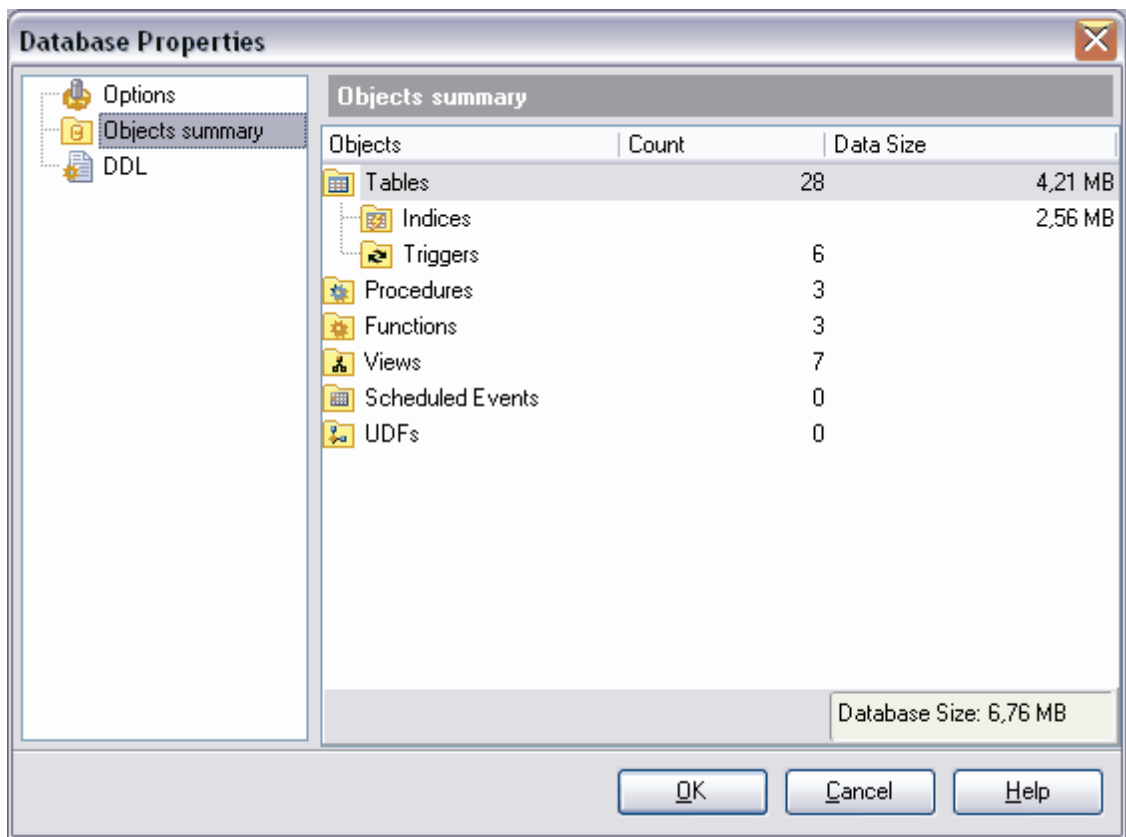 Database Properties
Options
Objects summary
DDL
Objects summary
Objects Count Data Size
Tables 28 4,21 MB
Indices 2,56 MB
Triggers 6
Procedures 3
Functions 3
Views 7
Scheduled Events 0
UDFs 0
Database Size: 6,76 MB
OK Cancel Help